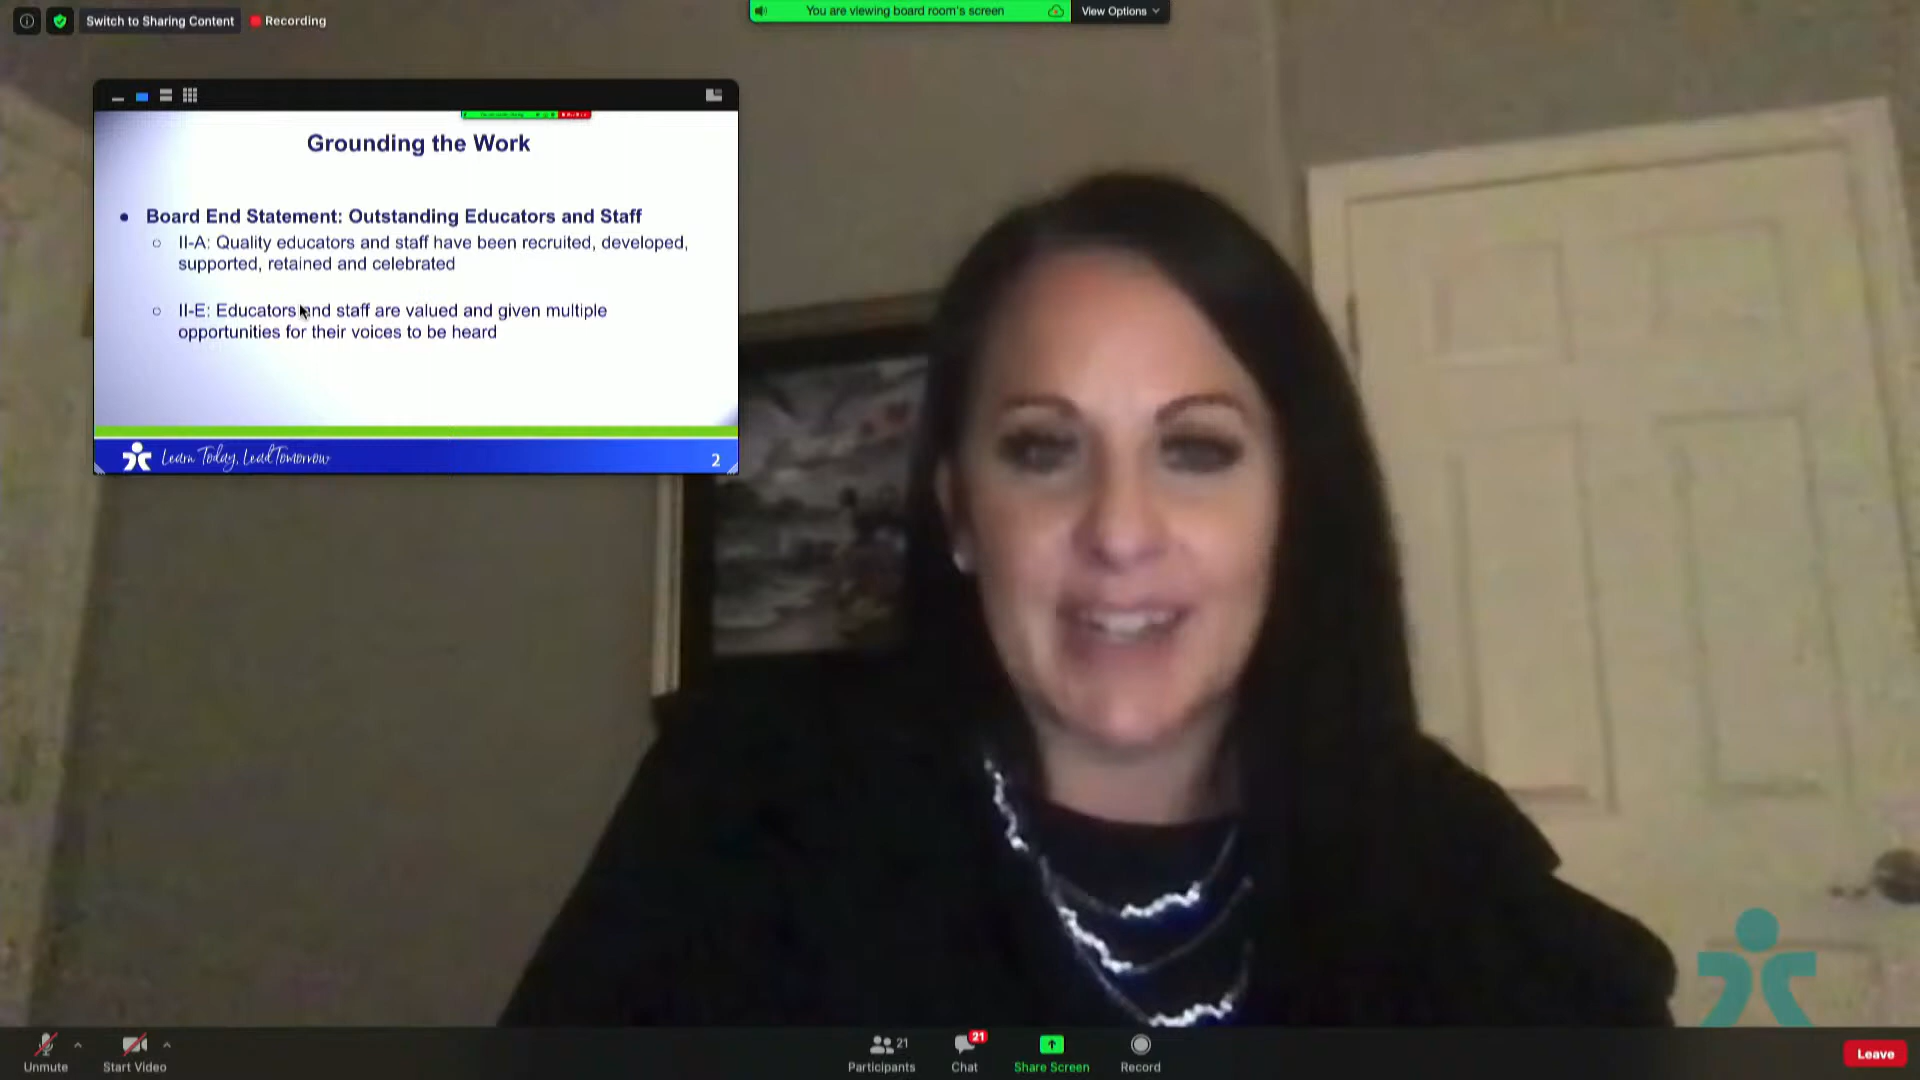 Switch to Sharing Content
Recording
You are viewing board room's screen
View Options
Grounding the Work
• Board End Statement: Outstanding Educators and Staff
○ II-A: Quality educators and staff have been recruited, developed,
supported, retained and celebrated
○ II-E: Educators and staff are valued and given multiple
opportunities for their voices to be heard
Learn Today, Lead Tomorrow
2
Unmute
Start Video
21
Participants
21
Chat
Share Screen
Record
Leave